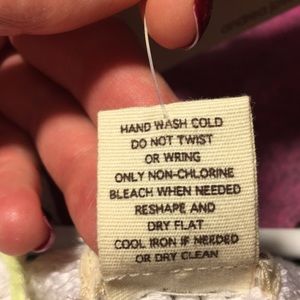 HAND WASH COLD
DO NOT TWIST
OR WRING
ONLY NON-CHLORINE
BLEACH WHEN NEEDED
RESHAPE AND
DRY FLAT
COOL IRON IF NEEDED
OR DRY CLEAN